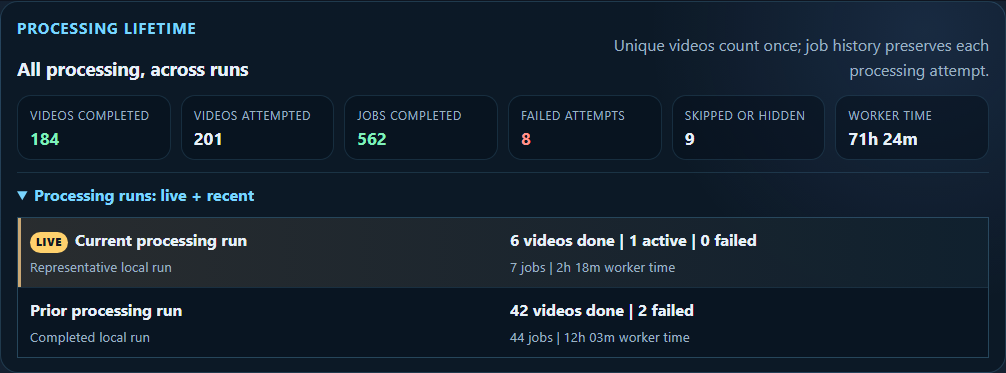 PROCESSING LIFETIME
All processing, across runs
Unique videos count once; job history preserves each
processing attempt.
VIDEOS COMPLETED
184
VIDEOS ATTEMPTED
201
JOBS COMPLETED
562
FAILED ATTEMPTS
8
SKIPPED OR HIDDEN
9
WORKER TIME
71h 24m
▼ Processing runs: live + recent
LIVE Current processing run
Representative local run
6 videos done | 1 active | 0 failed
7 jobs | 2h 18m worker time
Prior processing run
Completed local run
42 videos done | 2 failed
44 jobs | 12h 03m worker time